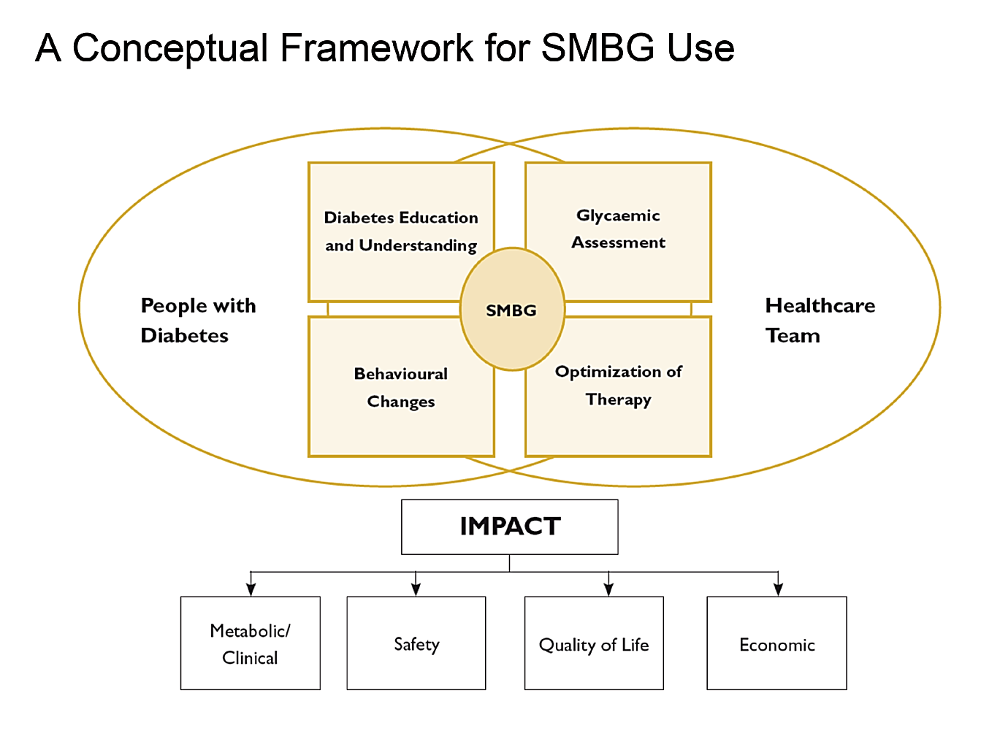 A Conceptual Framework for SMBG Use
Diabetes Education
and Understanding
Glycaemic
Assessment
People with
Diabetes
SMBG
Healthcare
Team
Behavioural
Changes
Optimization of
Therapy
IMPACT
Metabolic/
Clinical
Safety
Quality of Life
Economic